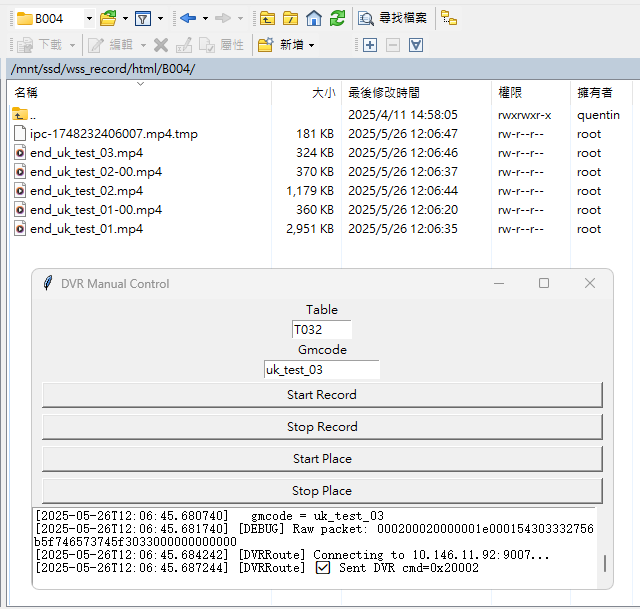 B004
尋找檔案
下載
編輯
屬性
新增
/mnt/ssd/wss_record/html/B004/
名稱 大小 最後修改時間 權限 擁有者
.. 2025/4/11 14:58:05 rwxrwxr-x quentin
ipc-1748232406007.mp4.tmp 181 KB 2025/5/26 12:06:47 rw-r--r-- root
end_uk_test_03.mp4 324 KB 2025/5/26 12:06:46 rw-r--r-- root
end_uk_test_02-00.mp4 370 KB 2025/5/26 12:06:37 rw-r--r-- root
end_uk_test_02.mp4 1,179 KB 2025/5/26 12:06:44 rw-r--r-- root
end_uk_test_01-00.mp4 360 KB 2025/5/26 12:06:20 rw-r--r-- root
end_uk_test_01.mp4 2,951 KB 2025/5/26 12:06:35 rw-r--r-- root
DVR Manual Control
Table
T032
Gmcode
uk_test_03
Start Record
Stop Record
Start Place
Stop Place
[2025-05-26T12:06:45.680740] gmcode = uk_test_03
[2025-05-26T12:06:45.681740] [DEBUG] Raw packet: 000200020000001e000154303332756
b5f746573745f3033000000000000
[2025-05-26T12:06:45.684242] [DVRRoute] Connecting to 10.146.11.92:9007...
[2025-05-26T12:06:45.687244] [DVRRoute] ☑ Sent DVR cmd=0x20002